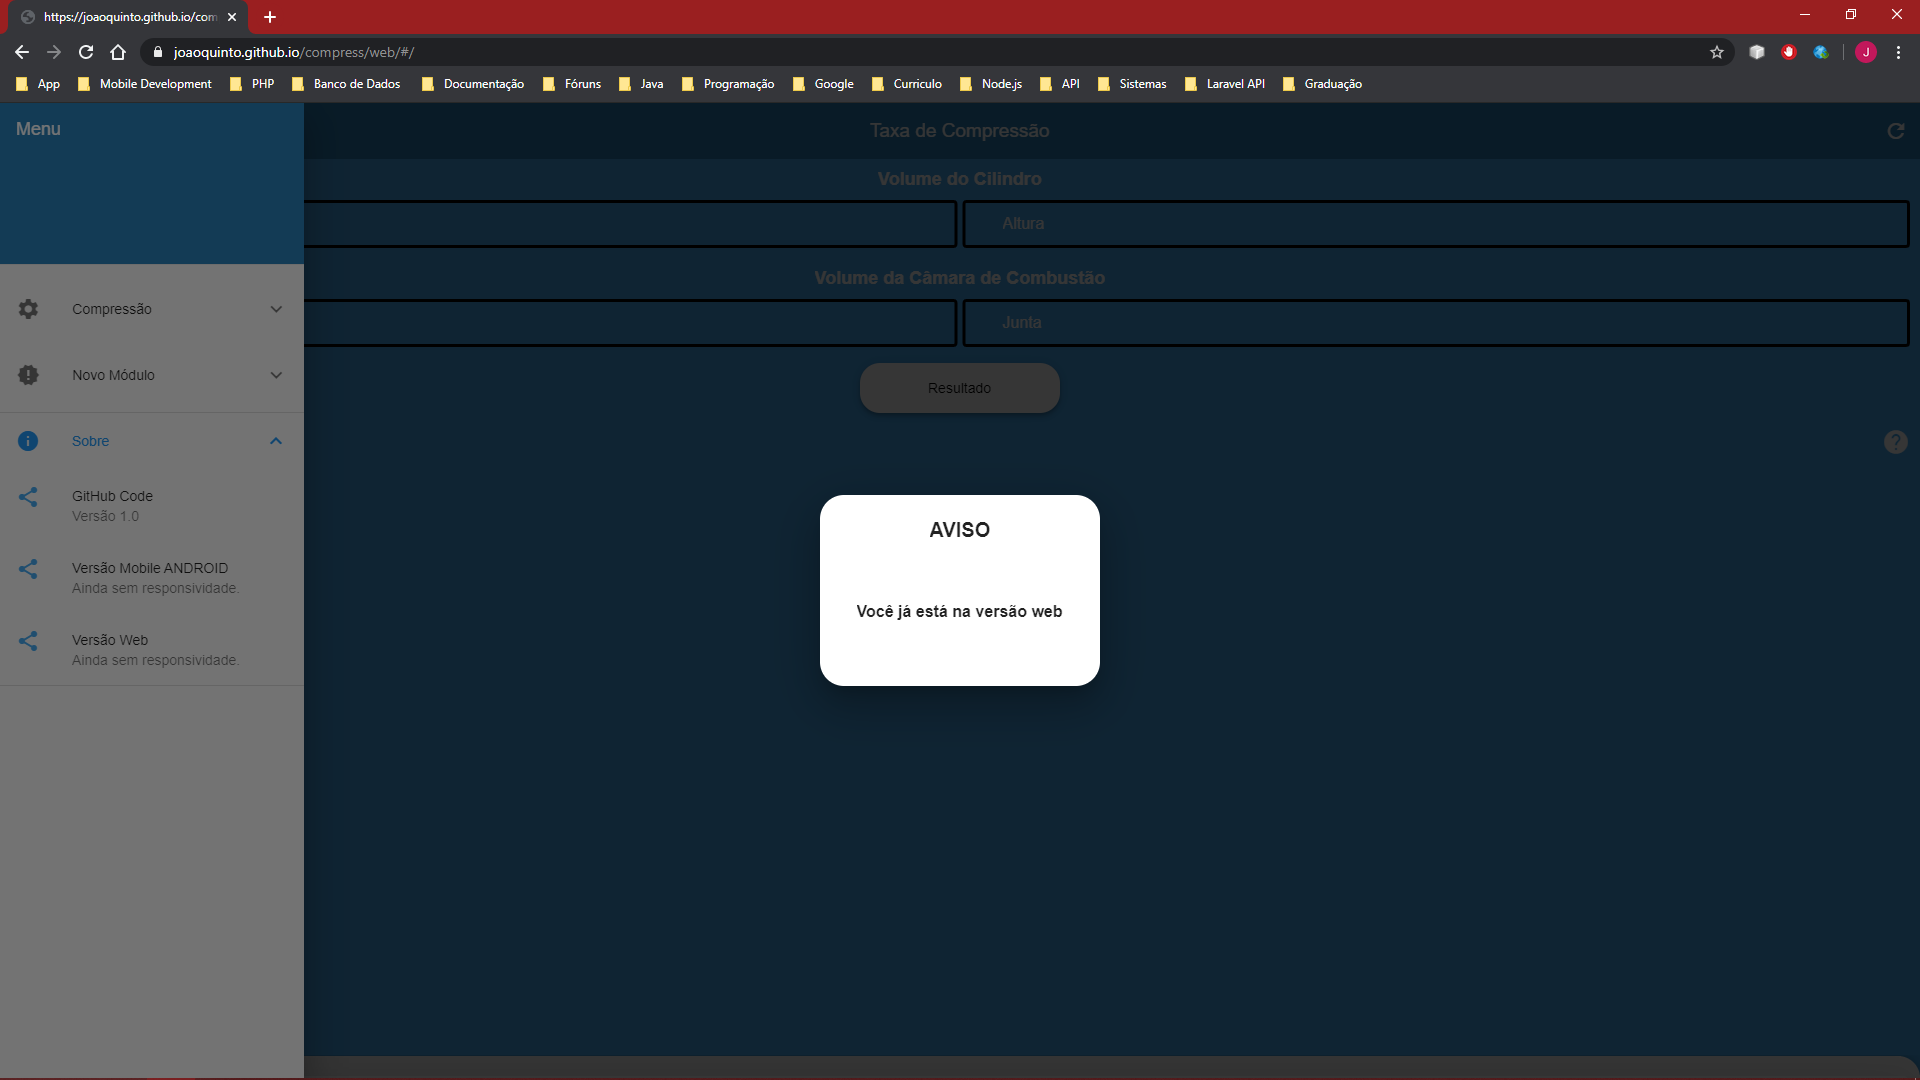 https://joaoquinto.github.io/com
joaoquinto.github.io/compress/web/#/
J
App Mobile Development PHP Banco de Dados Documentação Fóruns Java Programação Google Curriculo Node.js API Sistemas Laravel API Graduação
Menu
Taxa de Compressão
Volume do Cilindro
Altura
Volume da Câmara de Combustão
Junta
Resultado
Compressão
Novo Módulo
Sobre
GitHub Code
Versão 1.0
Versão Mobile ANDROID
Ainda sem responsividade.
Versão Web
Ainda sem responsividade.
AVISO
Você já está na versão web